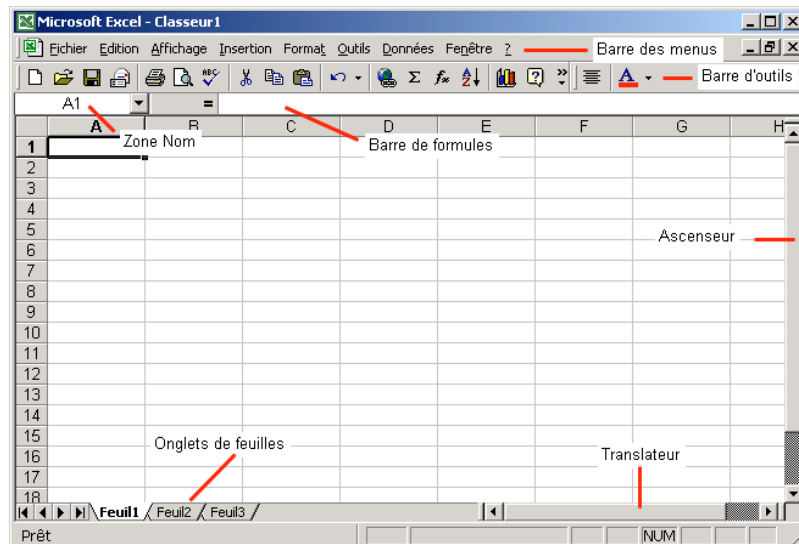 Microsoft Excel - Classeur1
Fichier Edition Affichage Insertion Format Outils Données Fenêtre ? Barre des menus
ABC Σ fx A Z A Barre d'outils
A1 =
A B C D E F G H
Zone Nom Barre de formules
1
2
3
4
5
Ascenseur
6
7
8
9
10
11
12
13
14
15
Onglets de feuilles
16
Translateur
17
18
Feuil1 Feuil2 Feuil3
Prêt NUM